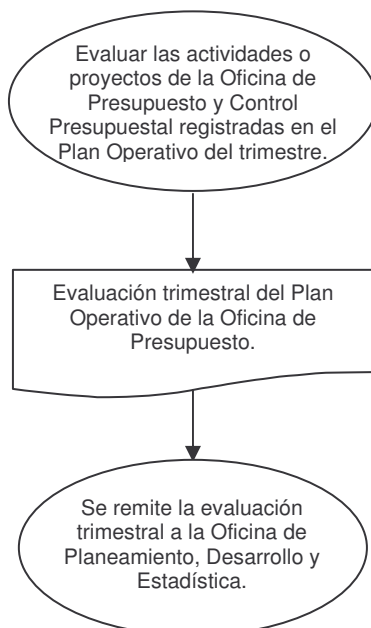 Evaluar las actividades o
proyectos de la Oficina de
Presupuesto y Control
Presupuestal registradas en el
Plan Operativo del trimestre.
Evaluación trimestral del Plan
Operativo de la Oficina de
Presupuesto.
Se remite la evaluación
trimestral a la Oficina de
Planeamiento, Desarrollo y
Estadística.